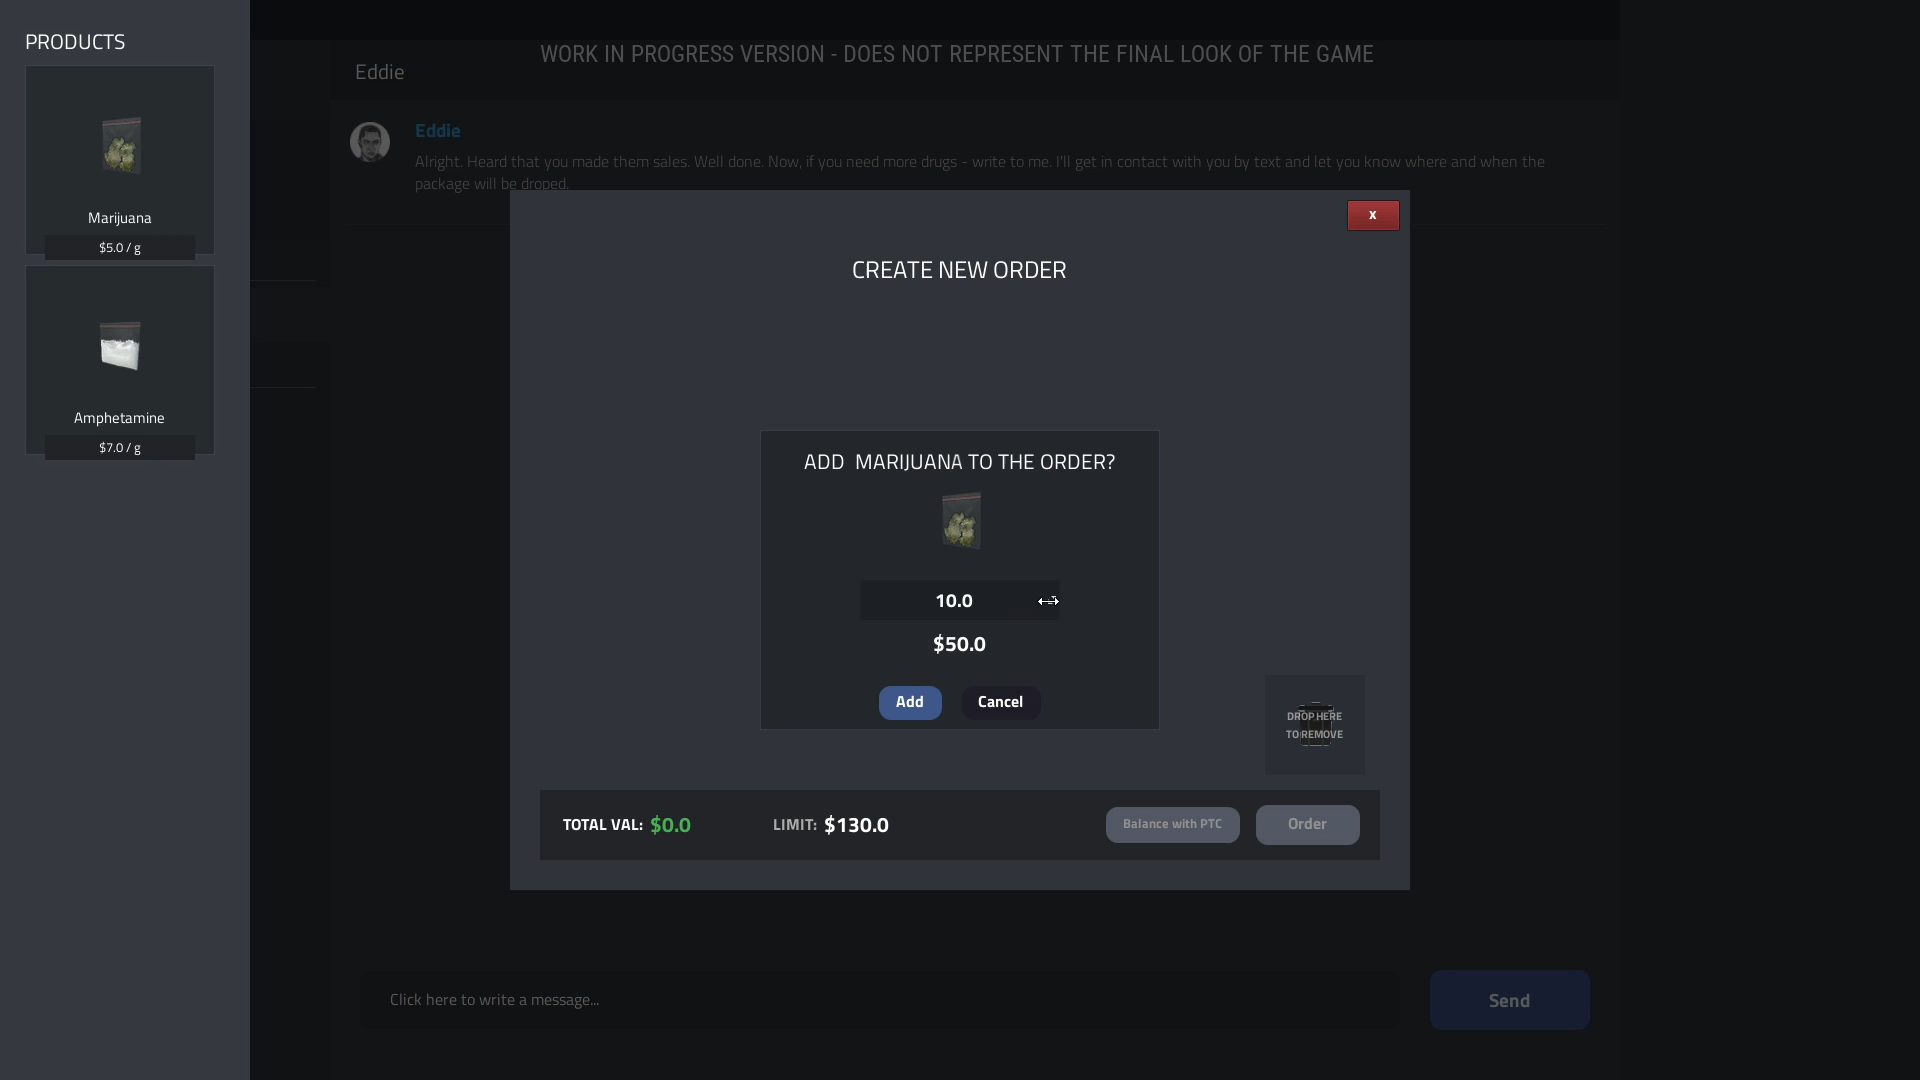 PRODUCTS
Marijuana
$5.0 / g
Amphetamine
$7.0 / g
WORK IN PROGRESS VERSION - DOES NOT REPRESENT THE FINAL LOOK OF THE GAME
Eddie
Eddie
Alright. Heard that you made them sales. Well done. Now, if you need more drugs - write to me. I'll get in contact with you by text and let you know where and when the
package will be droped.
x
CREATE NEW ORDER
ADD MARIJUANA TO THE ORDER?
10.0
$50.0
Add
Cancel
DROP HERE
TO REMOVE
TOTAL VAL: $0.0
LIMIT: $130.0
Balance with PTC
Order
Click here to write a message...
Send